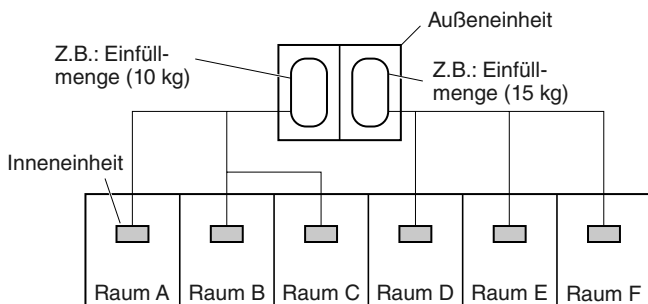 Außeneinheit
Z.B.: Einfüll-
menge (10 kg)
Z.B.: Einfüll-
menge (15 kg)
Inneneinheit
Raum A
Raum B
Raum C
Raum D
Raum E
Raum F